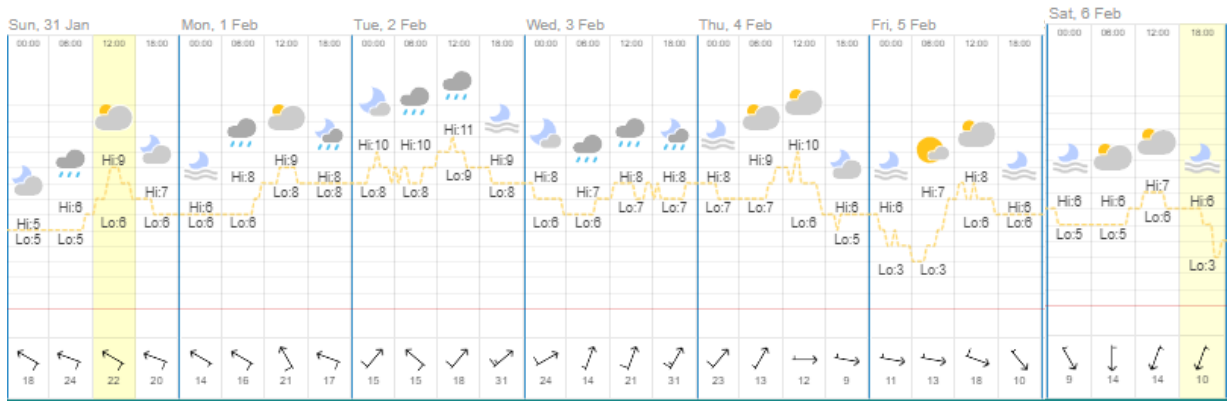 Sun, 31 Jan Mon, 1 Feb Tue, 2 Feb Wed, 3 Feb Thu, 4 Feb Fri, 5 Feb Sat, 6 Feb
00:00 06:00 12:00 18:00 00:00 06:00 12:00 18:00 00:00 06:00 12:00 18:00 00:00 06:00 12:00 18:00 00:00 06:00 12:00 18:00 00:00 06:00 12:00 18:00 00:00 06:00 12:00 18:00
Hi:5 Hi:6 Hi:9 Hi:7 Hi:6 Hi:8 Hi:9 Hi:8 Hi:10 Hi:10 Hi:11 Hi:9 Hi:8 Hi:7 Hi:8 Hi:8 Hi:8 Hi:9 Hi:10 Hi:6 Hi:6 Hi:7 Hi:8 Hi:6 Hi:6 Hi:6 Hi:7 Hi:6
Lo:5 Lo:5 Lo:6 Lo:6 Lo:6 Lo:6 Lo:8 Lo:8 Lo:8 Lo:8 Lo:9 Lo:8 Lo:6 Lo:6 Lo:7 Lo:7 Lo:7 Lo:7 Lo:6 Lo:5 Lo:3 Lo:3 Lo:8 Lo:6 Lo:5 Lo:5 Lo:6 Lo:3
18 24 22 20 14 16 21 17 15 15 18 31 24 14 21 31 23 13 12 9 11 13 18 10 9 14 14 10